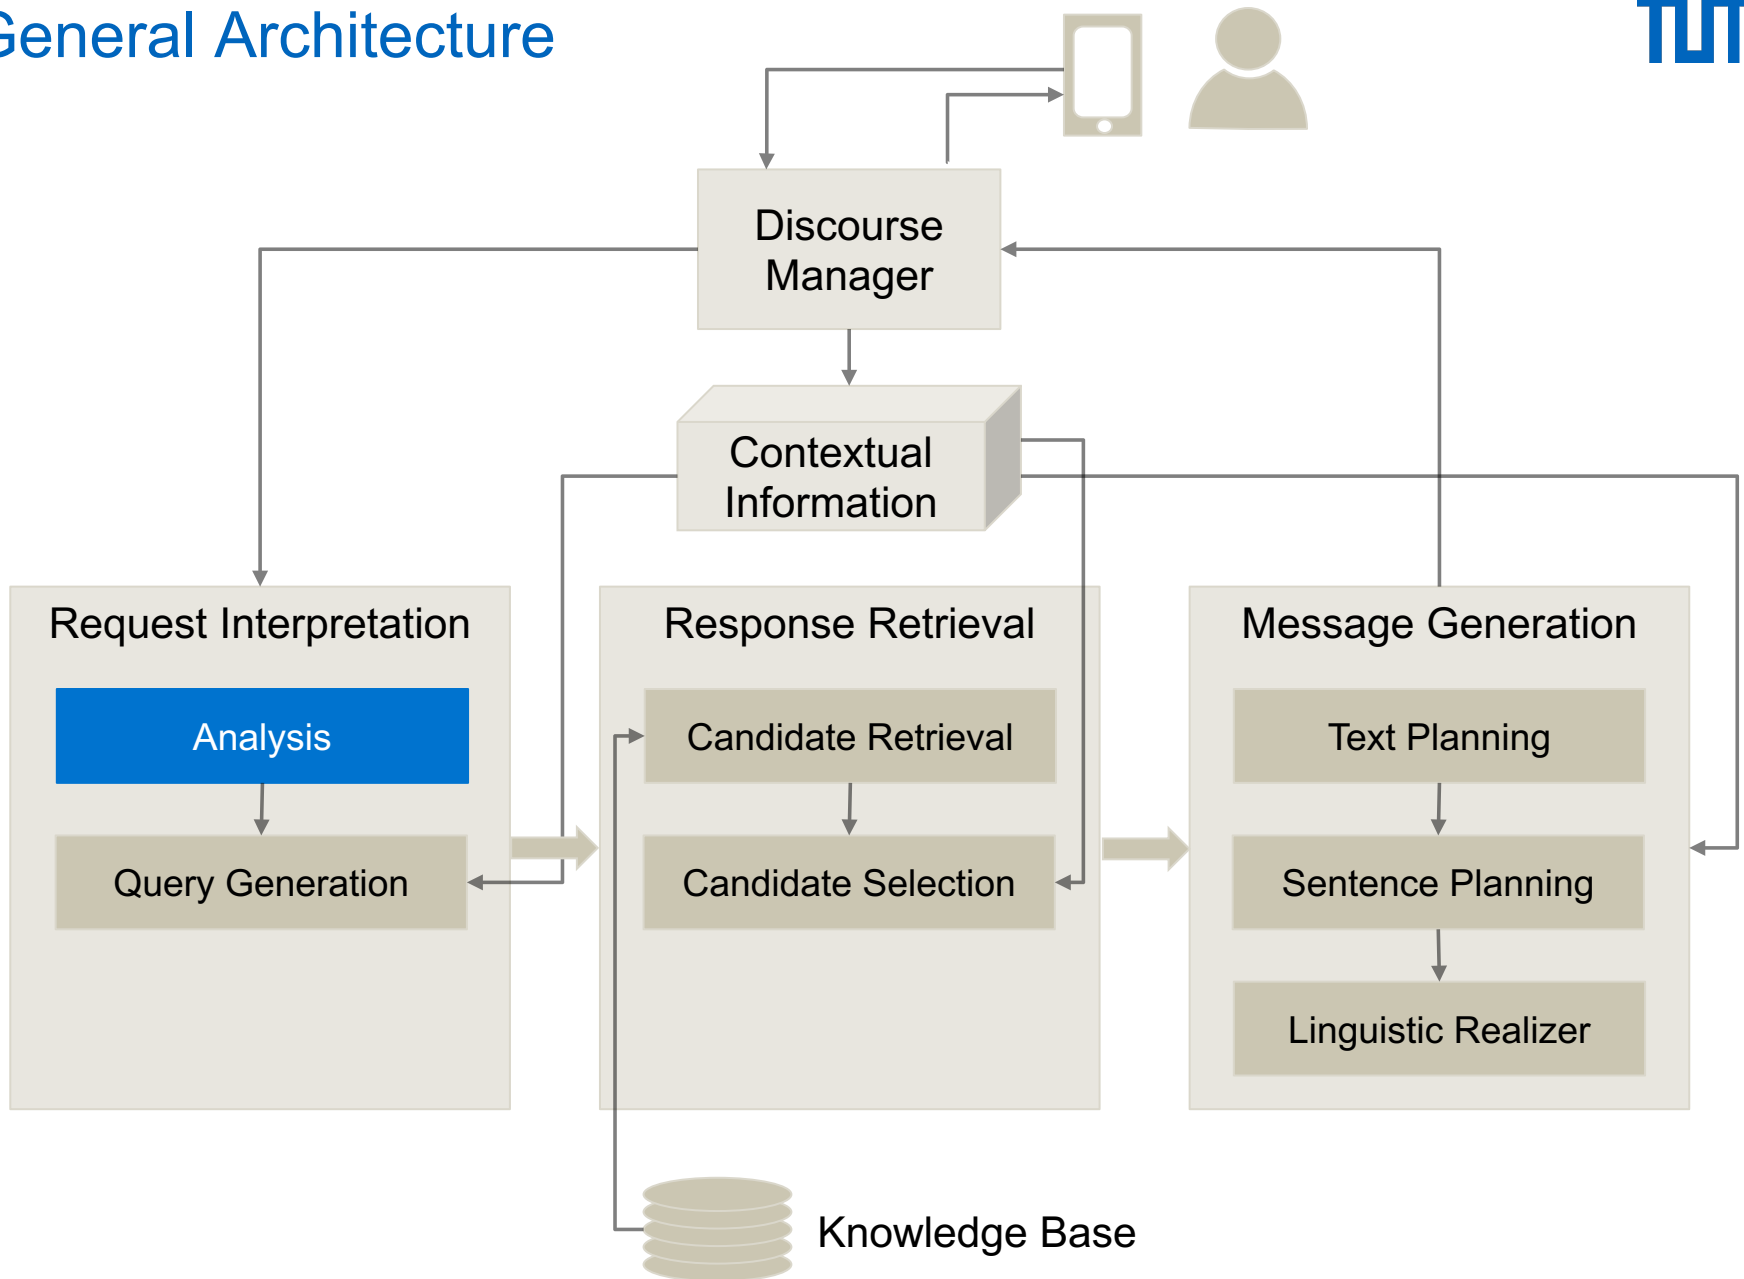 General Architecture
Discourse
Manager
Contextual
Information
Request Interpretation
Response Retrieval
Message Generation
Analysis
Candidate Retrieval
Text Planning
Query Generation
Candidate Selection
Sentence Planning
Linguistic Realizer
Knowledge Base